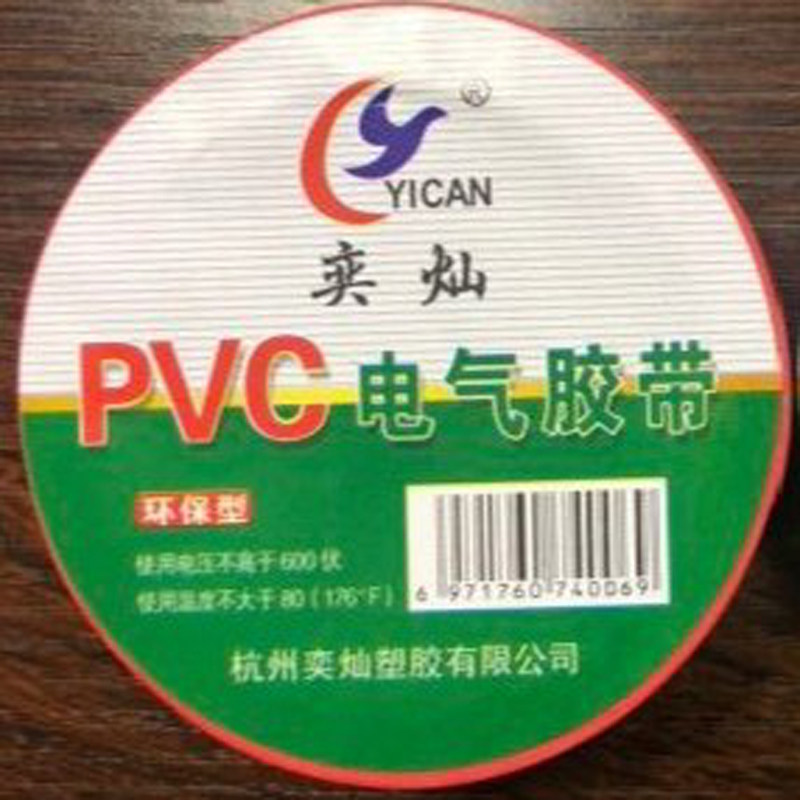 ®
YICAN
奕灿
PVC电气胶带
环保型
使用电压不高于600伏
使用温度不大于80(176°F)
6 971760 740069
杭州奕灿塑胶有限公司